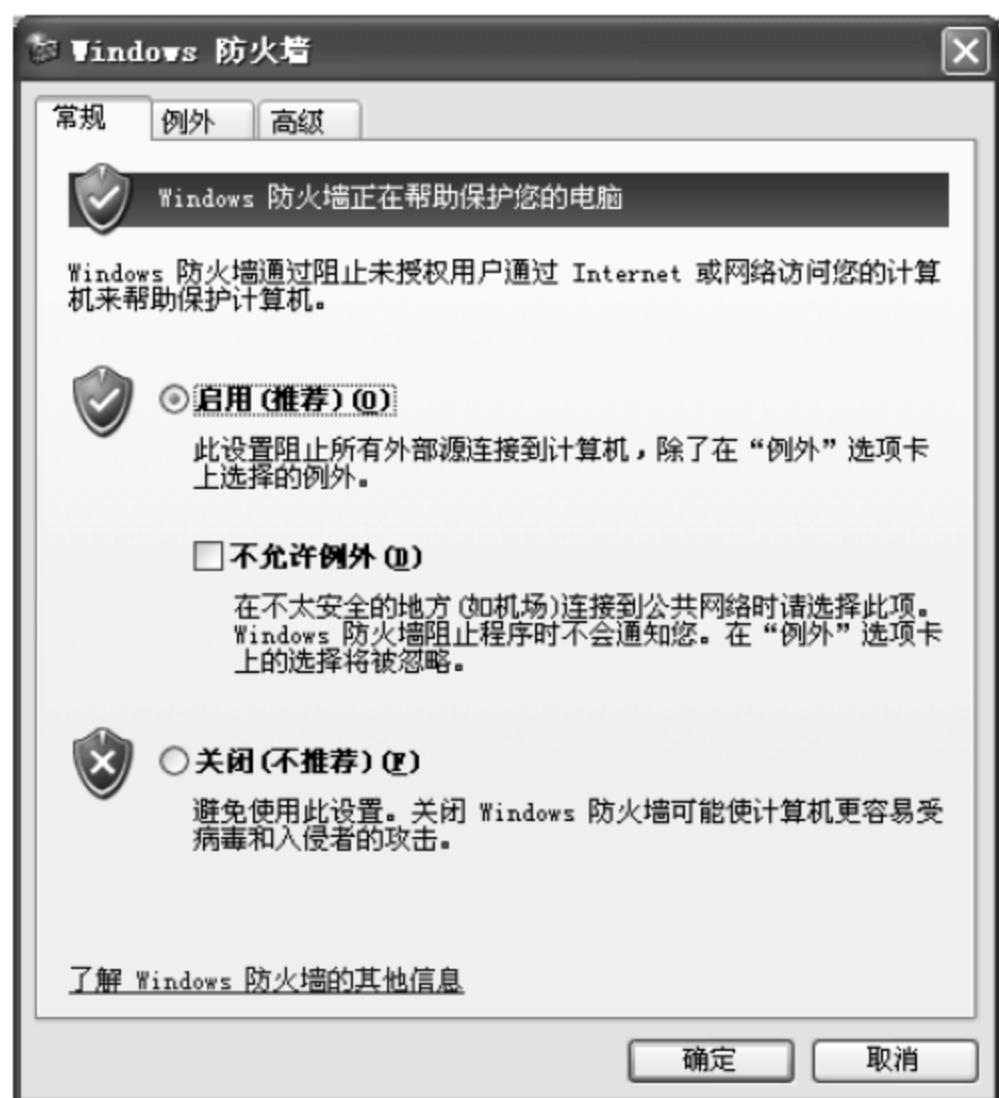 Windows 防火墙
常规
例外
高级
Windows 防火墙正在帮助保护您的电脑
Windows 防火墙通过阻止未授权用户通过 Internet 或网络访问您的计算
机来帮助保护计算机。
启用(推荐)(O)
此设置阻止所有外部源连接到计算机，除了在“例外”选项卡
上选择的例外。
不允许例外(D)
在不太安全的地方(如机场)连接到公共网络时请选择此项。
Windows 防火墙阻止程序时不会通知您。在“例外”选项卡
上的选择将被忽略。
关闭(不推荐)(F)
避免使用此设置。关闭 Windows 防火墙可能使计算机更容易受
病毒和入侵者的攻击。
了解 Windows 防火墙的其他信息
确定
取消